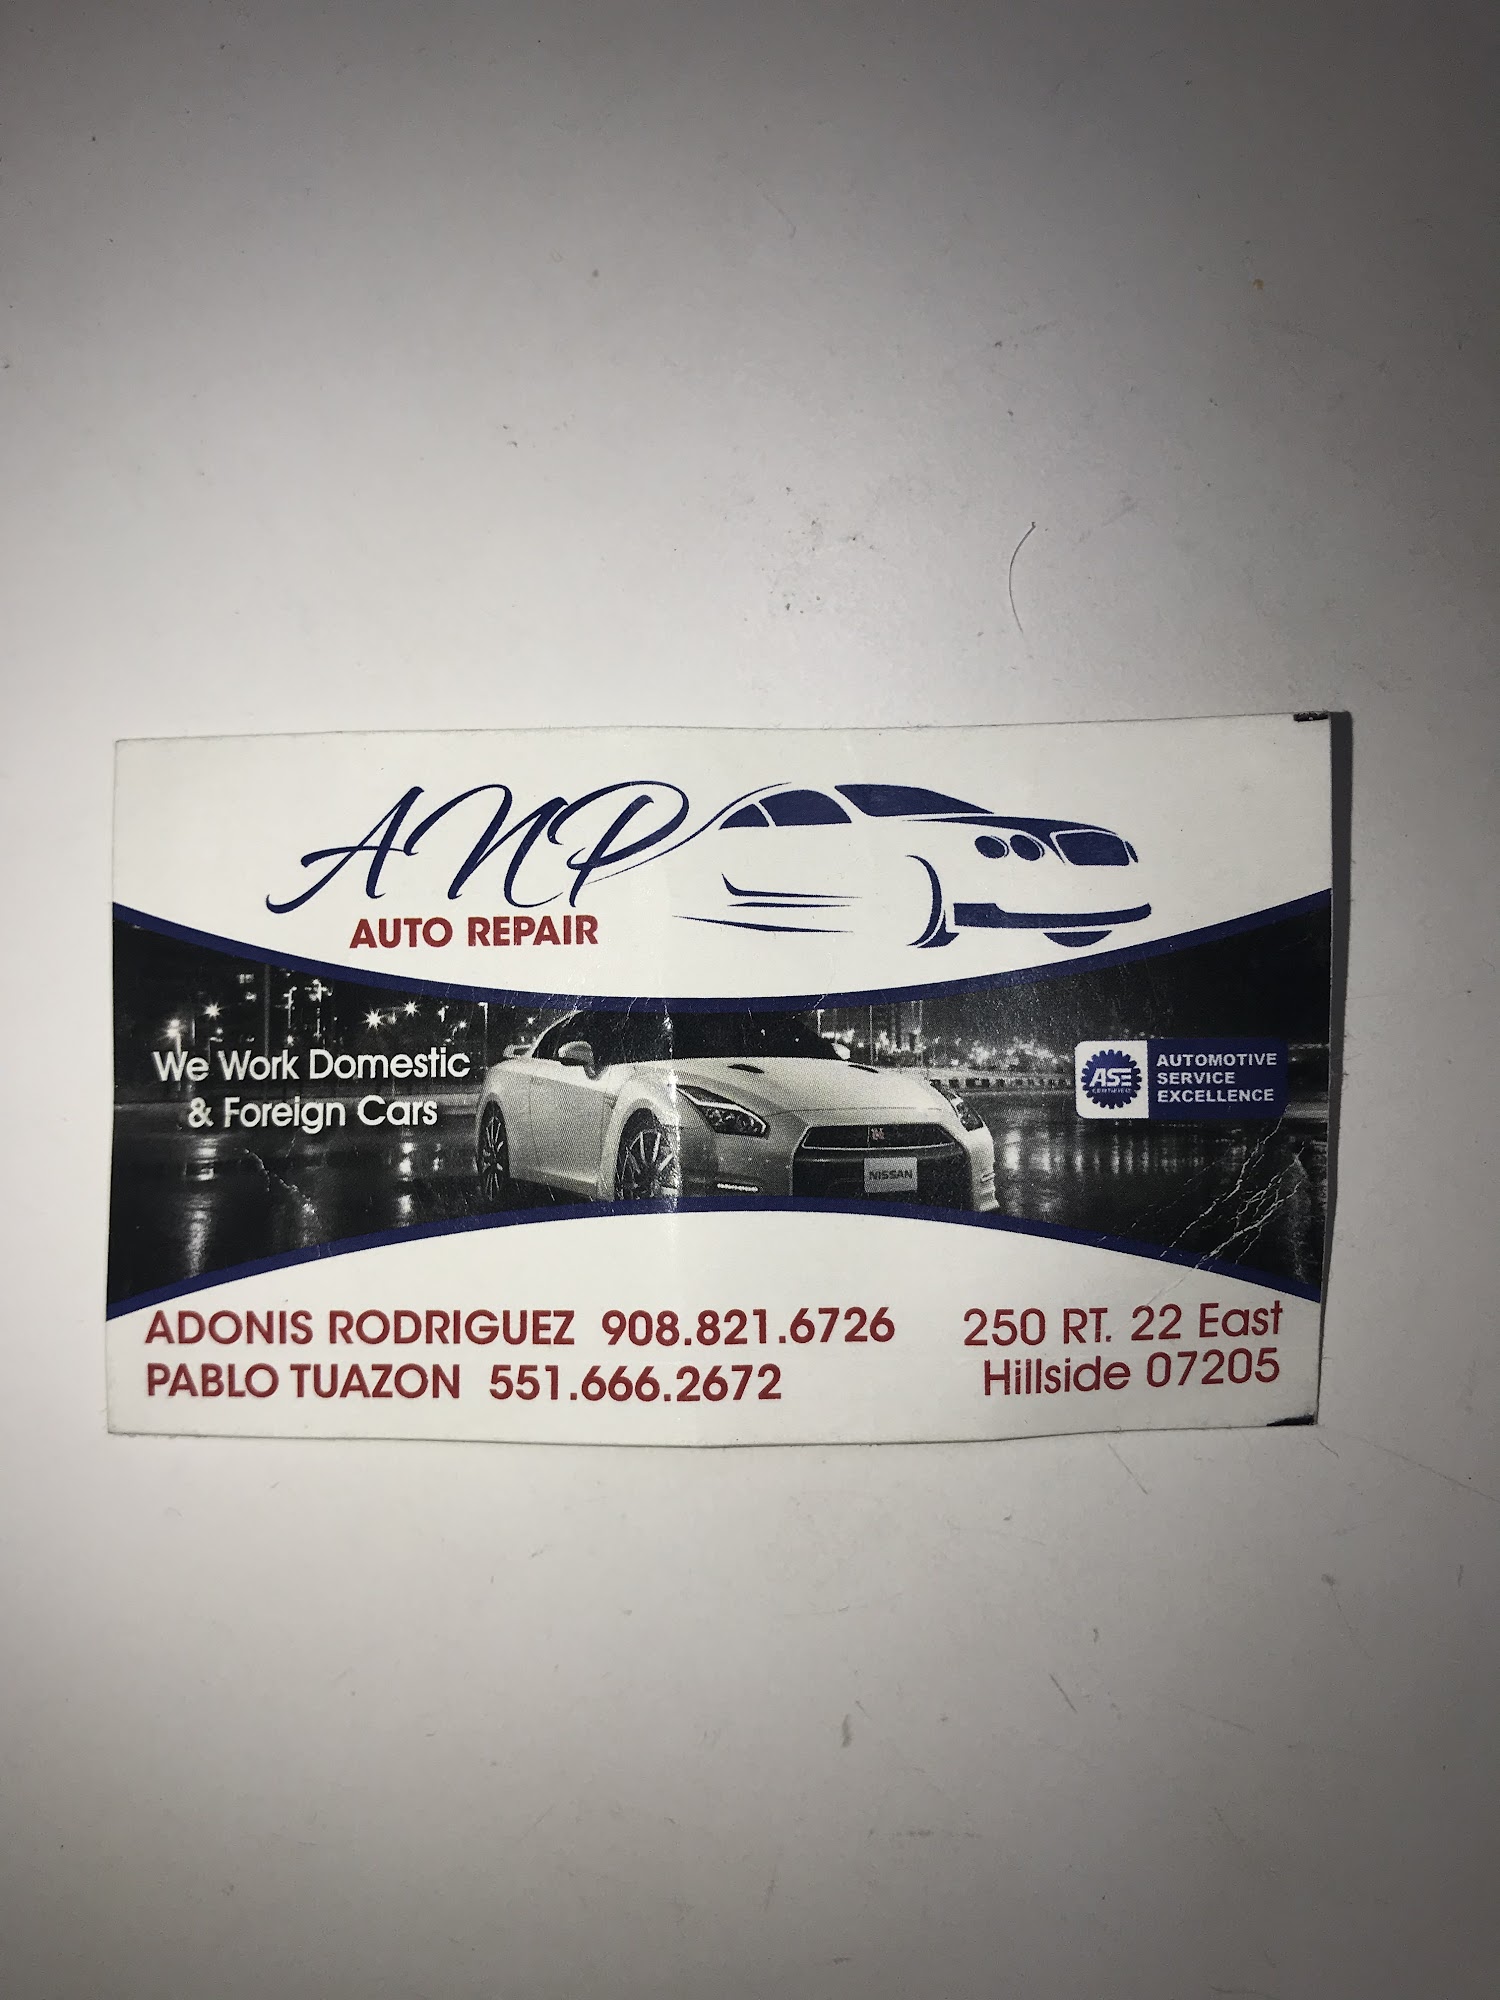 ANP
AUTO REPAIR
We Work Domestic
& Foreign Cars
ASE
CERTIFIED
AUTOMOTIVE
SERVICE
EXCELLENCE
NISSAN
ADONIS RODRIGUEZ 908.821.6726
PABLO TUAZON 551.666.2672
250 RT. 22 East
Hillside 07205